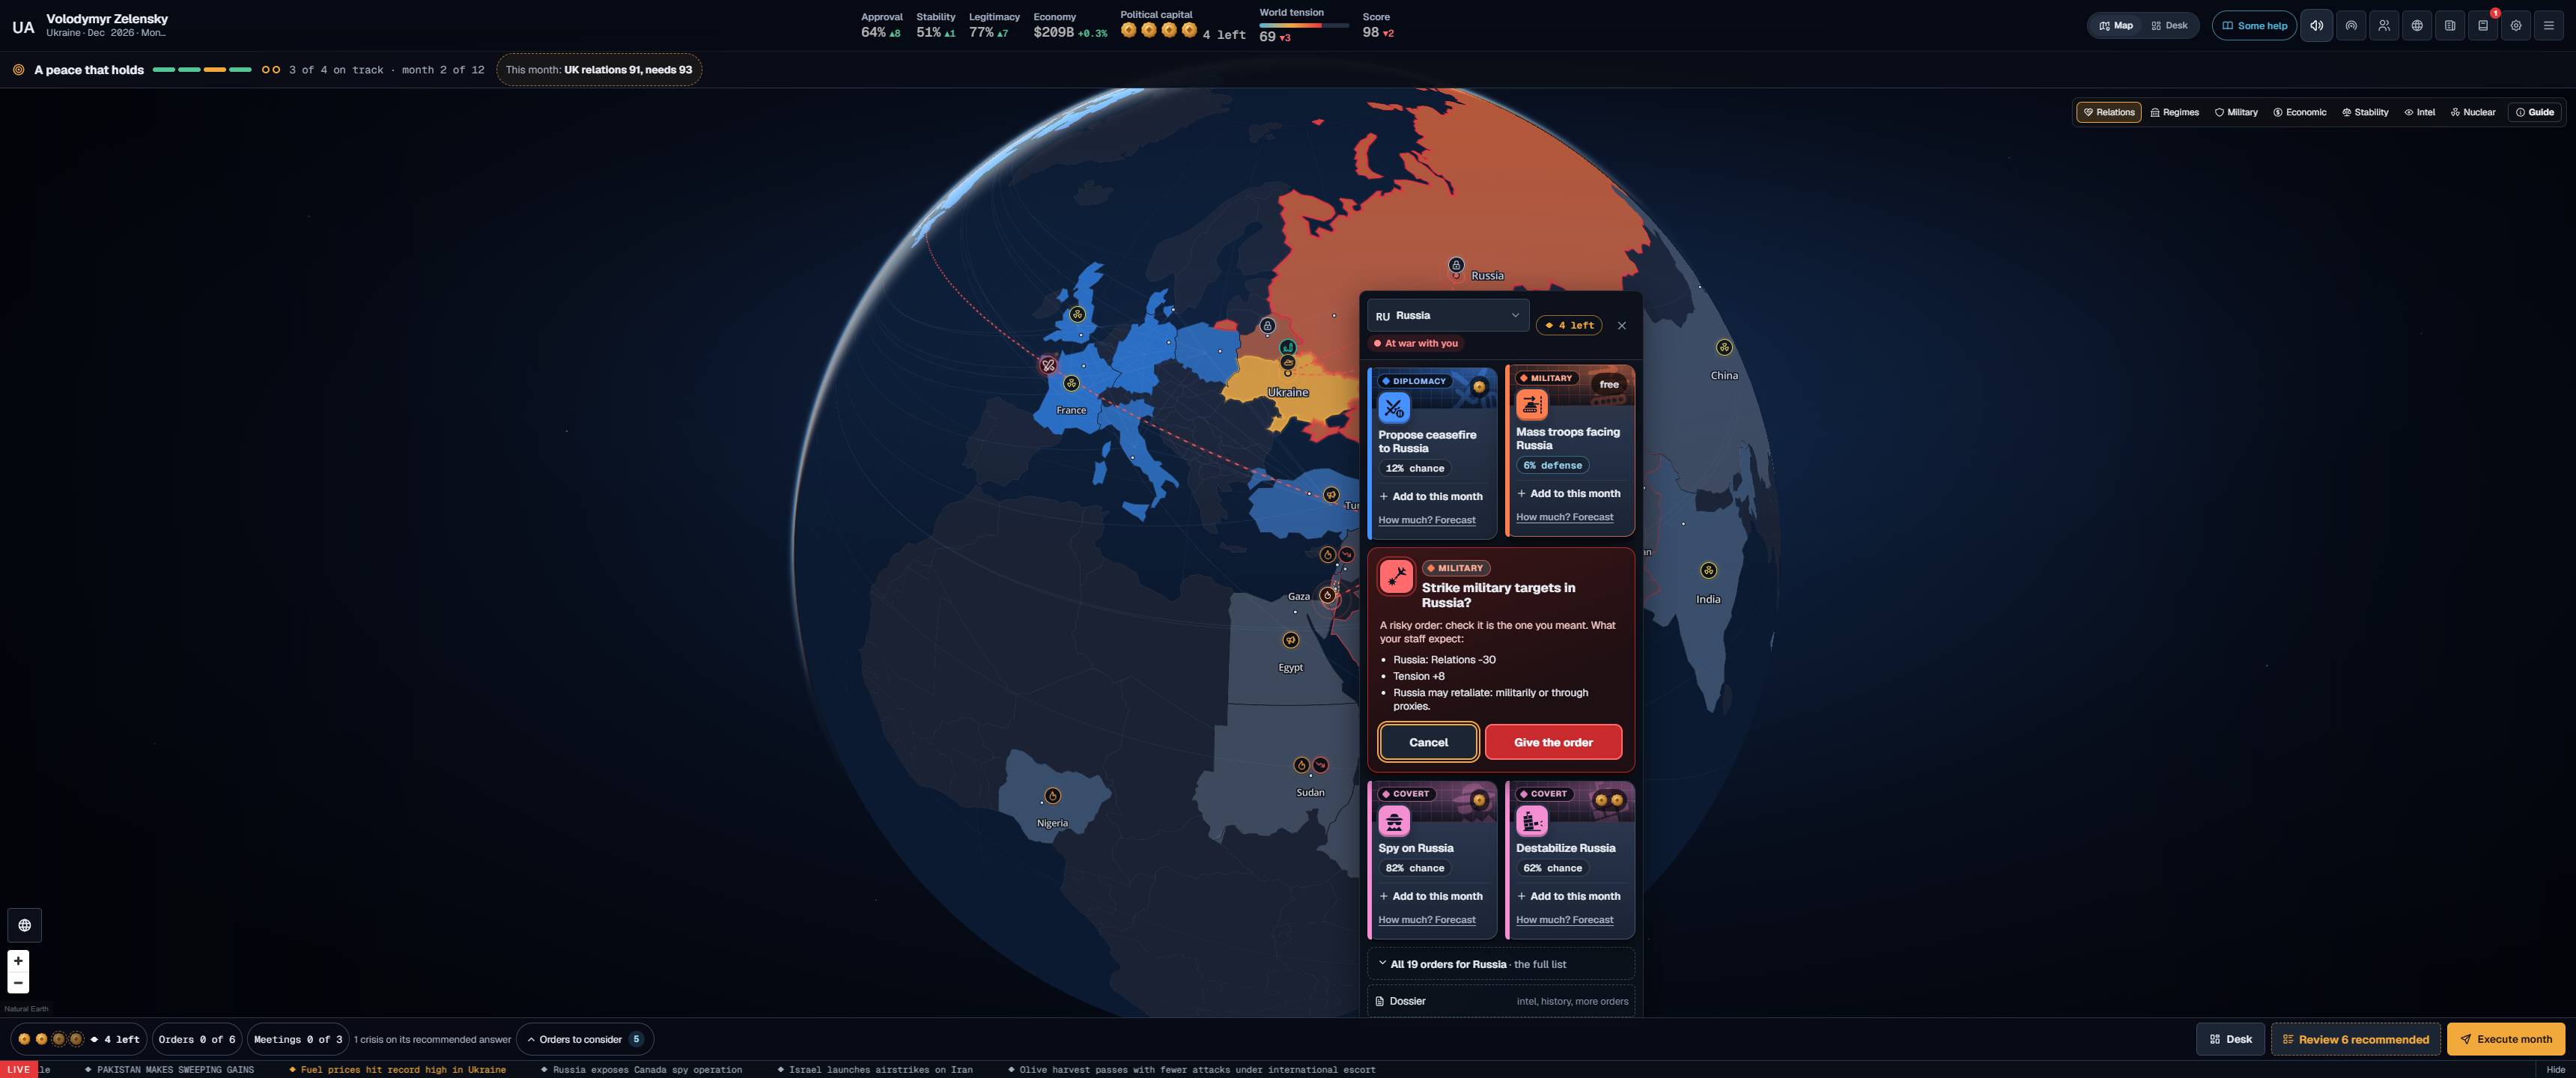 UA
Volodymyr Zelensky
Ukraine · Dec 2026 · Mon...
Approval
64% ▲8
Stability
51% ▲1
Legitimacy
77% ▲7
Economy
$209B +0.3%
Political capital
4 left
World tension
69 ▼3
Score
98 ▼2
Map
Desk
Some help
1
A peace that holds
3 of 4 on track · month 2 of 12
This month: UK relations 91, needs 93
Relations
Regimes
Military
Economic
Stability
Intel
Nuclear
Guide
Russia
Ukraine
France
China
India
Gaza
Egypt
Sudan
Nigeria
RU Russia
4 left
At war with you
DIPLOMACY
Propose ceasefire to Russia
12% chance
+ Add to this month
How much? Forecast
MILITARY
free
Mass troops facing Russia
6% defense
+ Add to this month
How much? Forecast
MILITARY
Strike military targets in
Russia?
A risky order: check it is the one you meant. What
your staff expect:
• Russia: Relations -30
• Tension +8
• Russia may retaliate: militarily or through
proxies.
Cancel
Give the order
COVERT
Spy on Russia
82% chance
+ Add to this month
How much? Forecast
COVERT
Destabilize Russia
62% chance
+ Add to this month
How much? Forecast
All 19 orders for Russia · the full list
Dossier
intel, history, more orders
+
−
Natural Earth
4 left
Orders 0 of 6
Meetings 0 of 3
1 crisis on its recommended answer
Orders to consider 5
Desk
Review 6 recommended
Execute month
LIVE
◆ PAKISTAN MAKES SWEEPING GAINS
◆ Fuel prices hit record high in Ukraine
◆ Russia exposes Canada spy operation
◆ Israel launches airstrikes on Iran
◆ Olive harvest passes with fewer attacks under international escort
Hide